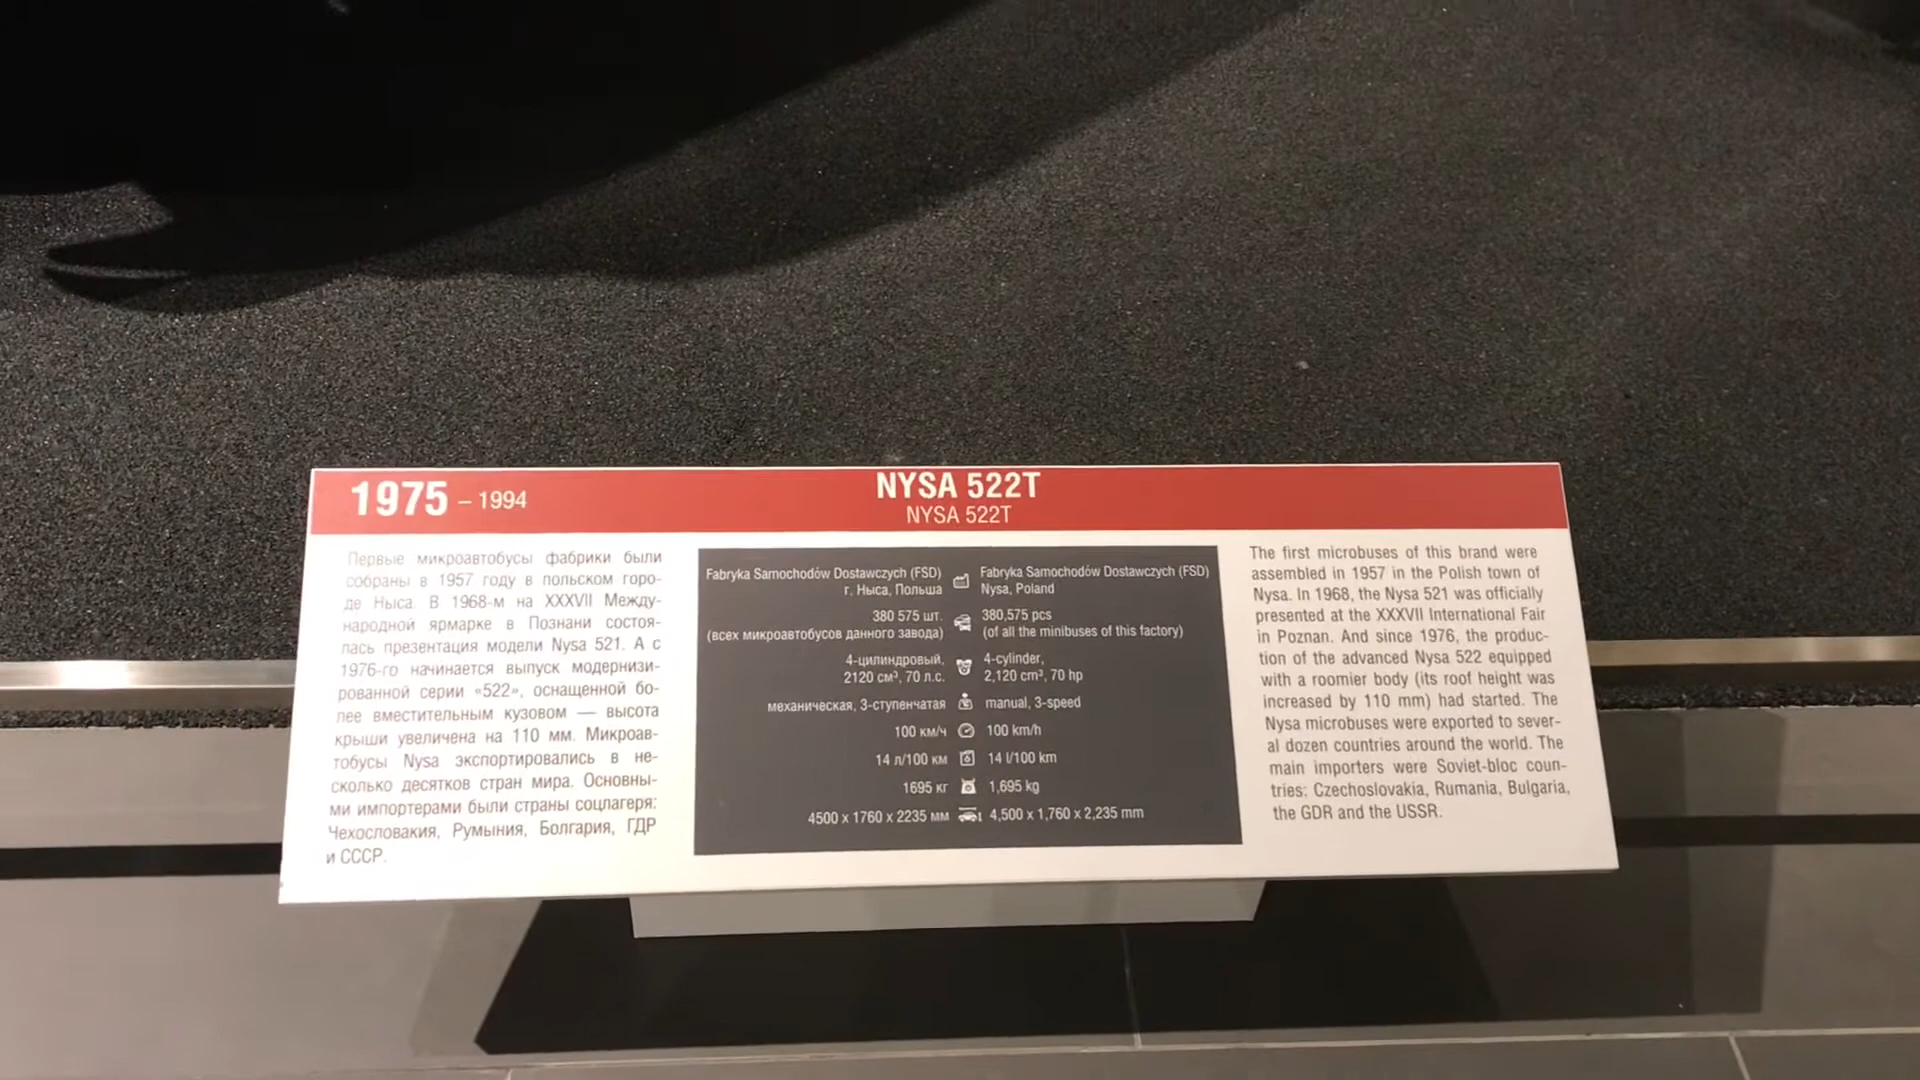 1975 – 1994
NYSA 522T
NYSA 522T
Первые микроавтобусы фабрики были
собраны в 1957 году в польском горо-
де Ныса. В 1968-м на XXXVII Между-
народной ярмарке в Познани состоя-
лась презентация модели Nysa 521. А с
1976-го начинается выпуск модернизи-
рованной серии «522», оснащенной бо-
лее вместительным кузовом — высота
крыши увеличена на 110 мм. Микроав-
тобусы Nysa экспортировались в не-
сколько десятков стран мира. Основны-
ми импортерами были страны соцлагеря:
Чехословакия, Румыния, Болгария, ГДР
и СССР.
Fabryka Samochodów Dostawczych (FSD)
г. Ныса, Польша
380 575 шт.
(всех микроавтобусов данного завода)
4-цилиндровый,
2120 см³, 70 л.с.
механическая, 3-ступенчатая
100 км/ч
14 л/100 км
1695 кг
4500 x 1760 x 2235 мм
Fabryka Samochodów Dostawczych (FSD)
Nysa, Poland
380,575 pcs
(of all the minibuses of this factory)
4-cylinder,
2,120 cm³, 70 hp
manual, 3-speed
100 km/h
14 l/100 km
1,695 kg
4,500 x 1,760 x 2,235 mm
The first microbuses of this brand were
assembled in 1957 in the Polish town of
Nysa. In 1968, the Nysa 521 was officially
presented at the XXXVII International Fair
in Poznan. And since 1976, the produc-
tion of the advanced Nysa 522 equipped
with a roomier body (its roof height was
increased by 110 mm) had started. The
Nysa microbuses were exported to sever-
al dozen countries around the world. The
main importers were Soviet-bloc coun-
tries: Czechoslovakia, Rumania, Bulgaria,
the GDR and the USSR.